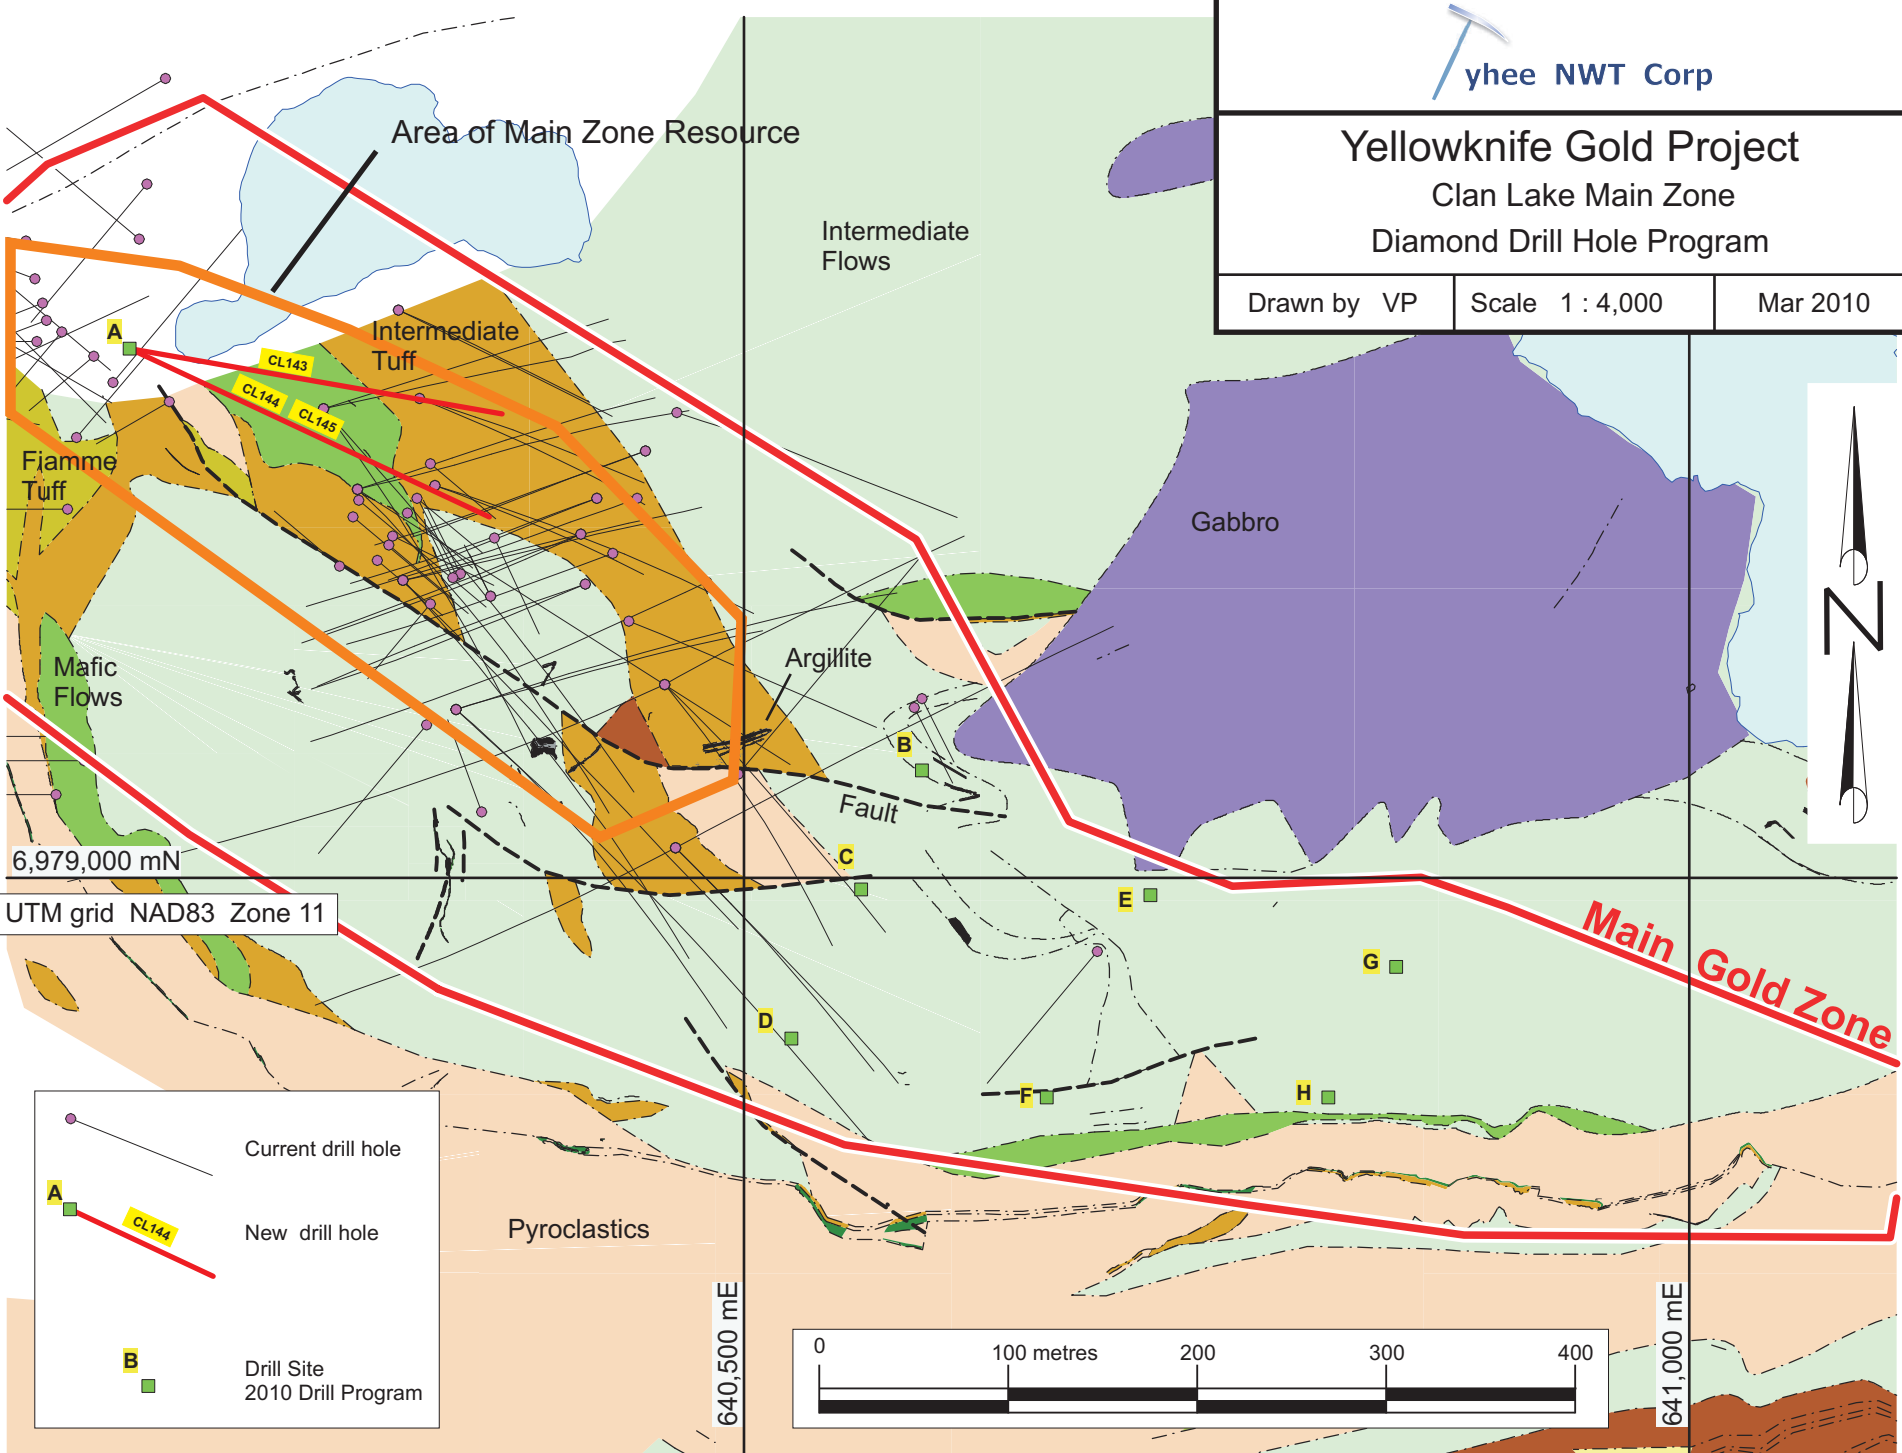 yhee NWT Corp
Yellowknife Gold Project
Clan Lake Main Zone
Diamond Drill Hole Program
Drawn by VP
Scale 1 : 4,000
Mar 2010
Area of Main Zone Resource
Intermediate
Flows
A
Intermediate
Tuff
CL143
CL144
CL145
Fiamme
Tuff
Gabbro
N
Mafic
Flows
Argillite
B
Fault
C
6,979,000 mN
UTM grid NAD83 Zone 11
E
Main Gold Zone
G
D
F
H
Current drill hole
A
CL144
New drill hole
B
Drill Site
2010 Drill Program
Pyroclastics
640,500 mE
641,000 mE
0
100 metres
200
300
400